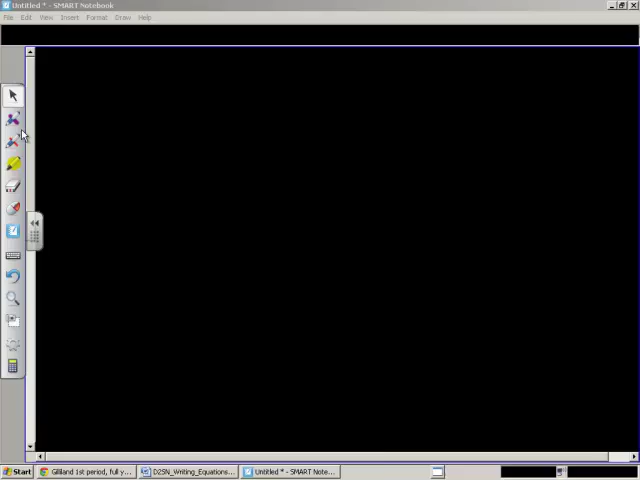 Untitled * - SMART Notebook
File Edit View Insert Format Draw Help
Start
Gilliland 1st period, full y...
D2SN_Writing_Equations...
Untitled * - SMART Note...